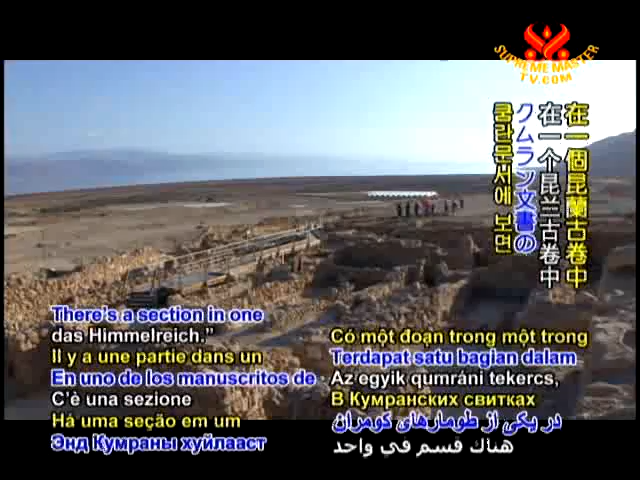 SUPREME MASTER
TV.COM
在一個昆蘭古卷中
在一个昆兰古卷中
クムラン文書の
쿰란문서에 보면
There's a section in one
das Himmelreich.”
Il y a une partie dans un
En uno de los manuscritos de
C'è una sezione
Há uma seção em um
Энд Кумраны хуйлааст
Có một đoạn trong một trong
Terdapat satu bagian dalam
Az egyik qumráni tekercs,
В Кумранских свитках
در یکی از طومارهای کومران
هناك قسم في واحد